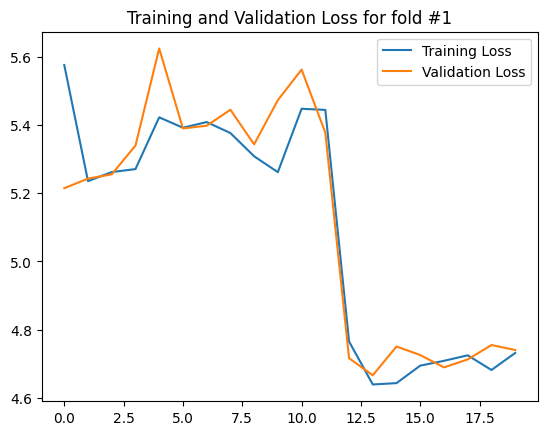 Training and Validation Loss for fold #1
Training Loss
Validation Loss
5.6
5.4
5.2
5.0
4.8
4.6
0.0 2.5 5.0 7.5 10.0 12.5 15.0 17.5